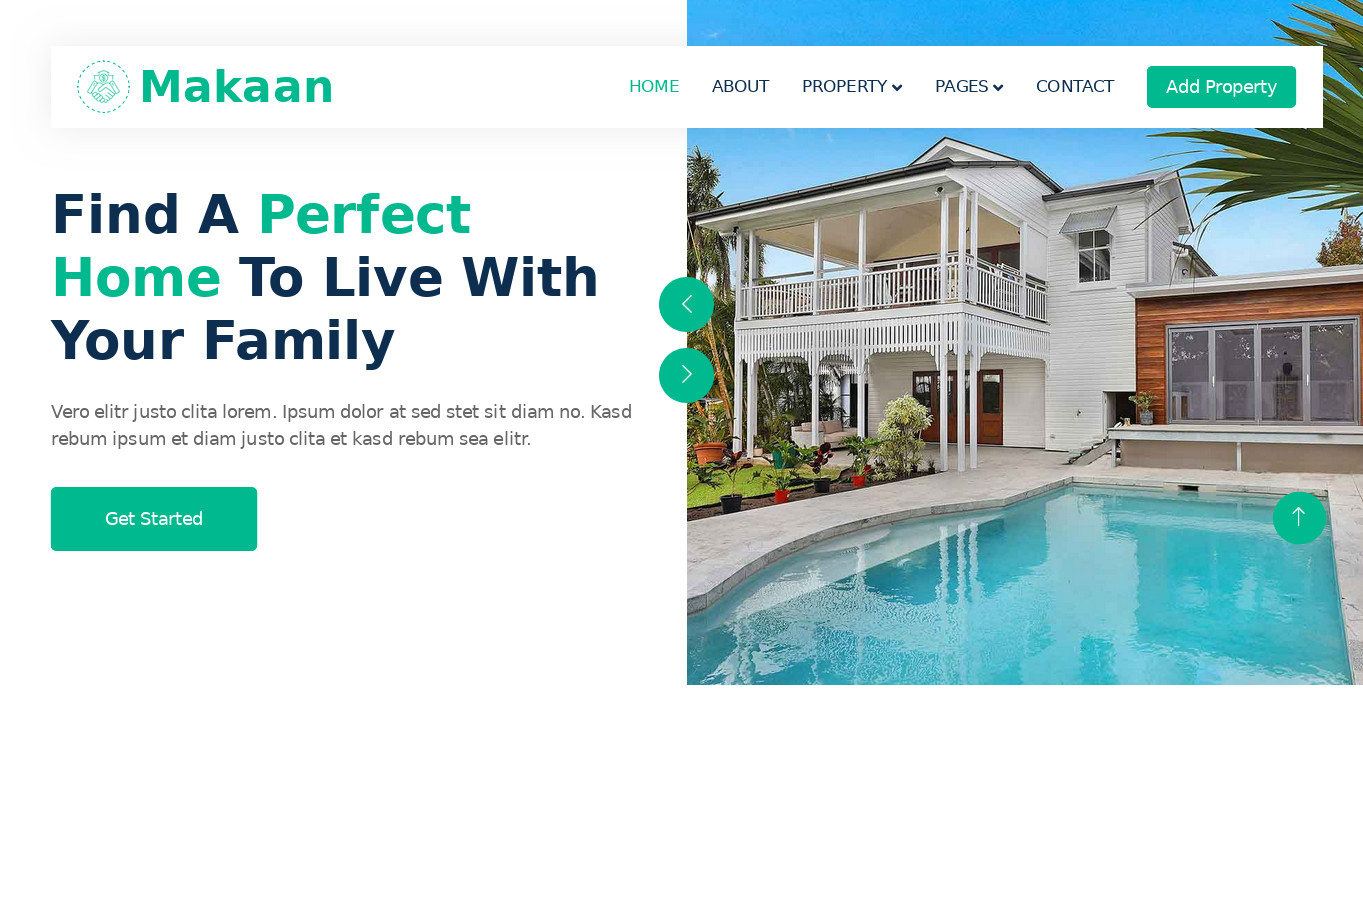 Makaan
HOME ABOUT PROPERTY PAGES CONTACT Add Property
Find A Perfect
Home To Live With
Your Family
Vero elitr justo clita lorem. Ipsum dolor at sed stet sit diam no. Kasd
rebum ipsum et diam justo clita et kasd rebum sea elitr.
Get Started